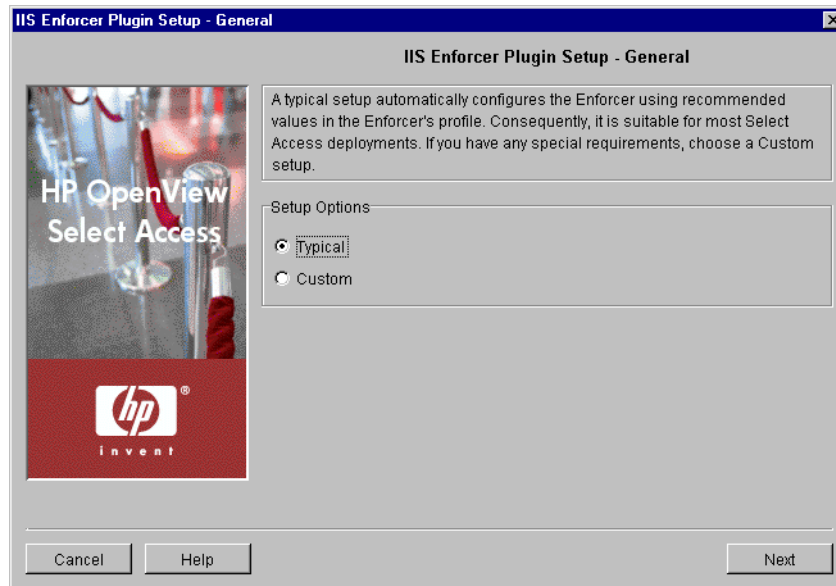 IIS Enforcer Plugin Setup - General
IIS Enforcer Plugin Setup - General
HP OpenView
Select Access
hp
®
invent
A typical setup automatically configures the Enforcer using recommended
values in the Enforcer's profile. Consequently, it is suitable for most Select
Access deployments. If you have any special requirements, choose a Custom
setup.
Setup Options
Typical
Custom
Cancel
Help
Next